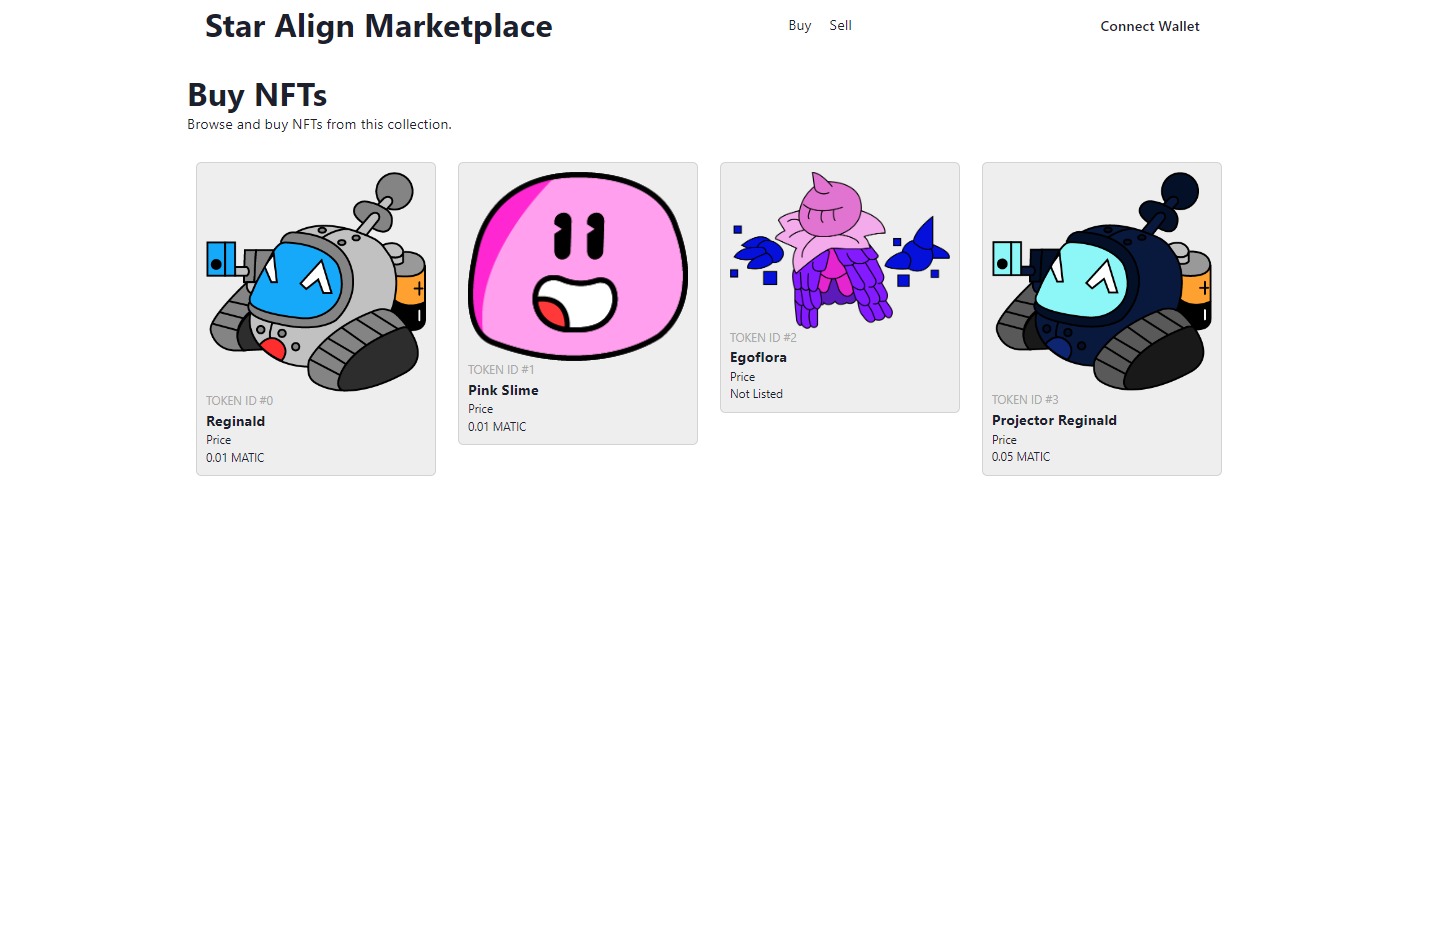 Star Align Marketplace
Buy
Sell
Connect Wallet
Buy NFTs
Browse and buy NFTs from this collection.
TOKEN ID #0
Reginald
Price
0.01 MATIC
TOKEN ID #1
Pink Slime
Price
0.01 MATIC
TOKEN ID #2
Egoflora
Price
Not Listed
TOKEN ID #3
Projector Reginald
Price
0.05 MATIC